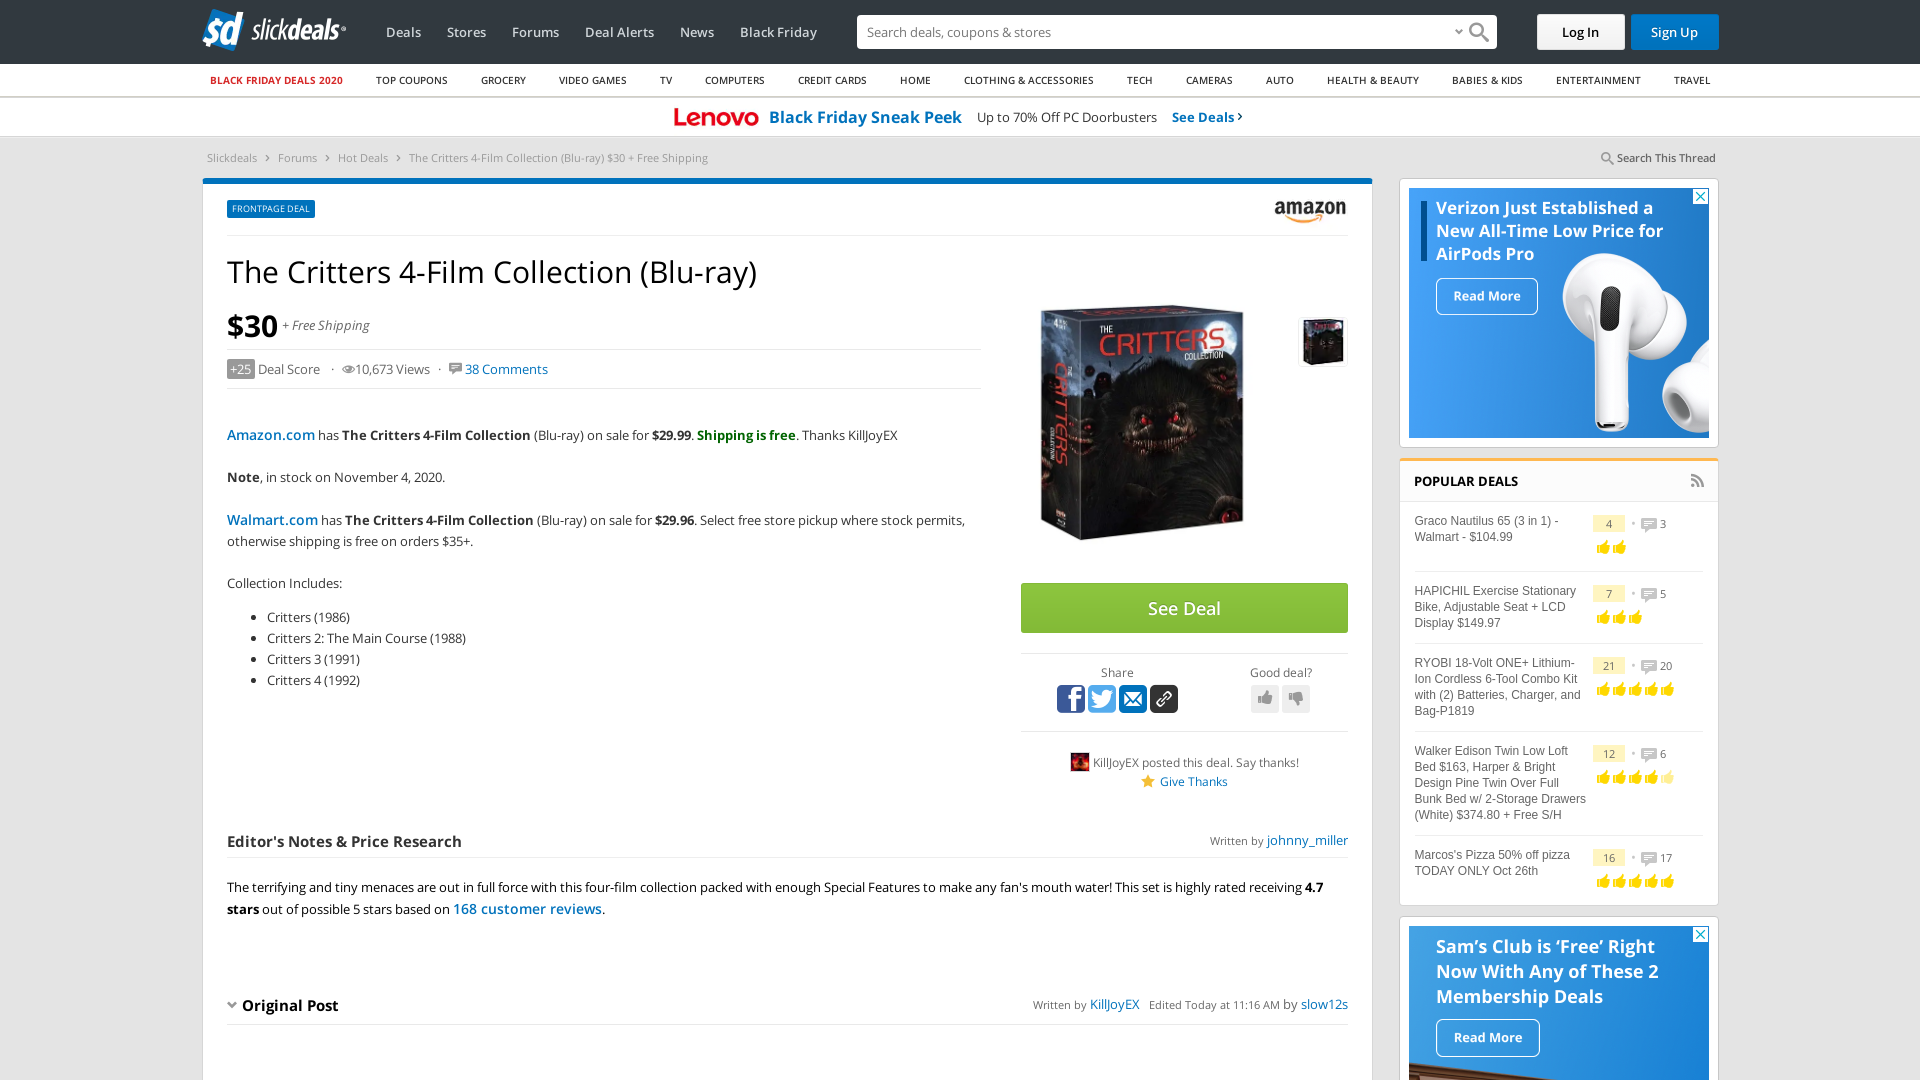 sd slickdeals
Deals
Stores
Forums
Deal Alerts
News
Black Friday
Search deals, coupons & stores
Log In
Sign Up
BLACK FRIDAY DEALS 2020
TOP COUPONS
GROCERY
VIDEO GAMES
TV
COMPUTERS
CREDIT CARDS
HOME
CLOTHING & ACCESSORIES
TECH
CAMERAS
AUTO
HEALTH & BEAUTY
BABIES & KIDS
ENTERTAINMENT
TRAVEL
Lenovo Black Friday Sneak Peek Up to 70% Off PC Doorbusters See Deals
Slickdeals > Forums > Hot Deals > The Critters 4-Film Collection (Blu-ray) $30 + Free Shipping
Search This Thread
FRONTPAGE DEAL
amazon
The Critters 4-Film Collection (Blu-ray)
$30 + Free Shipping
+25 Deal Score · 10,673 Views · 38 Comments
Amazon.com has The Critters 4-Film Collection (Blu-ray) on sale for $29.99. Shipping is free. Thanks KillJoyEX
Note, in stock on November 4, 2020.
Walmart.com has The Critters 4-Film Collection (Blu-ray) on sale for $29.96. Select free store pickup where stock permits,
otherwise shipping is free on orders $35+.
Collection Includes:
Critters (1986)
Critters 2: The Main Course (1988)
Critters 3 (1991)
Critters 4 (1992)
THE
CRITTERS
COLLECTION
THE CRITTERS COLLECTION
See Deal
Share
Good deal?
KillJoyEX posted this deal. Say thanks!
Give Thanks
Editor's Notes & Price Research
Written by johnny_miller
The terrifying and tiny menaces are out in full force with this four-film collection packed with enough Special Features to make any fan's mouth water! This set is highly rated receiving 4.7
stars out of possible 5 stars based on 168 customer reviews.
Original Post
Written by KillJoyEX Edited Today at 11:16 AM by slow12s
Verizon Just Established a
New All-Time Low Price for
AirPods Pro
Read More
POPULAR DEALS
Graco Nautilus 65 (3 in 1) -
Walmart - $104.99
4 • 3
HAPICHIL Exercise Stationary
Bike, Adjustable Seat + LCD
Display $149.97
7 • 5
RYOBI 18-Volt ONE+ Lithium-
Ion Cordless 6-Tool Combo Kit
with (2) Batteries, Charger, and
Bag-P1819
21 • 20
Walker Edison Twin Low Loft
Bed $163, Harper & Bright
Design Pine Twin Over Full
Bunk Bed w/ 2-Storage Drawers
(White) $374.80 + Free S/H
12 • 6
Marcos's Pizza 50% off pizza
TODAY ONLY Oct 26th
16 • 17
Sam's Club is ‘Free’ Right
Now With Any of These 2
Membership Deals
Read More